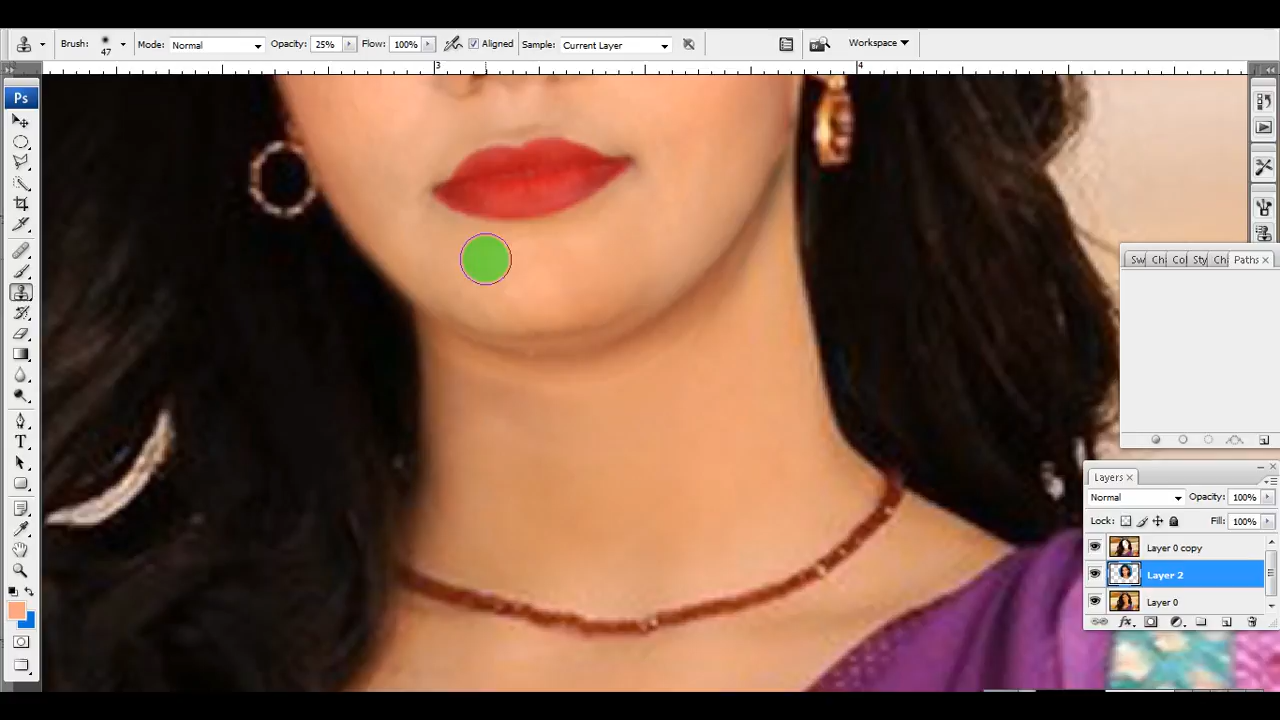 Brush: 47 Mode: Normal Opacity: 25% Flow: 100% Aligned Sample: Current Layer Workspace
3 4
Ps
Sw Ch Co Sty Ch Paths
T
Layers
Normal Opacity: 100%
Lock: Fill: 100%
Layer 0 copy
Layer 2
Layer 0
fx